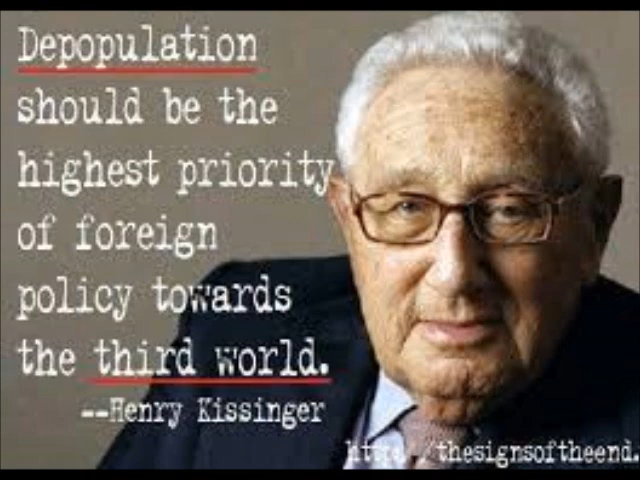 Depopulation
should be the
highest priority
of foreign
policy towards
the third world.
--Henry Kissinger
thesignsoftheend.